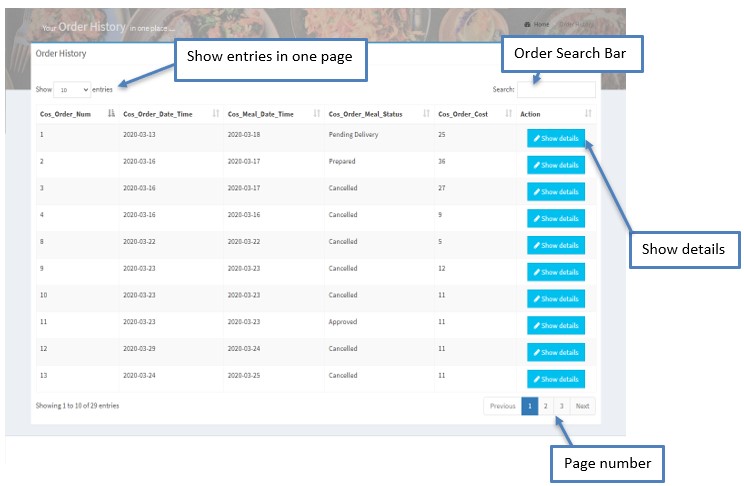 Your Order History in one place...
Home Order History
Order History
Show entries in one page
Order Search Bar
Show 10 entries
Search:
Cos_Order_Num Cos_Order_Date_Time Cos_Meal_Date_Time Cos_Order_Meal_Status Cos_Order_Cost Action
1 2020-03-13 2020-03-18 Pending Delivery 25 Show details
2 2020-03-16 2020-03-17 Prepared 36 Show details
3 2020-03-16 2020-03-17 Cancelled 27 Show details
4 2020-03-16 2020-03-16 Cancelled 9 Show details
8 2020-03-22 2020-03-22 Cancelled 5 Show details
Show details
9 2020-03-23 2020-03-23 Cancelled 12 Show details
10 2020-03-23 2020-03-23 Cancelled 11 Show details
11 2020-03-23 2020-03-23 Approved 11 Show details
12 2020-03-29 2020-03-24 Cancelled 11 Show details
13 2020-03-24 2020-03-25 Cancelled 11 Show details
Showing 1 to 10 of 29 entries
Previous 1 2 3 Next
Page number